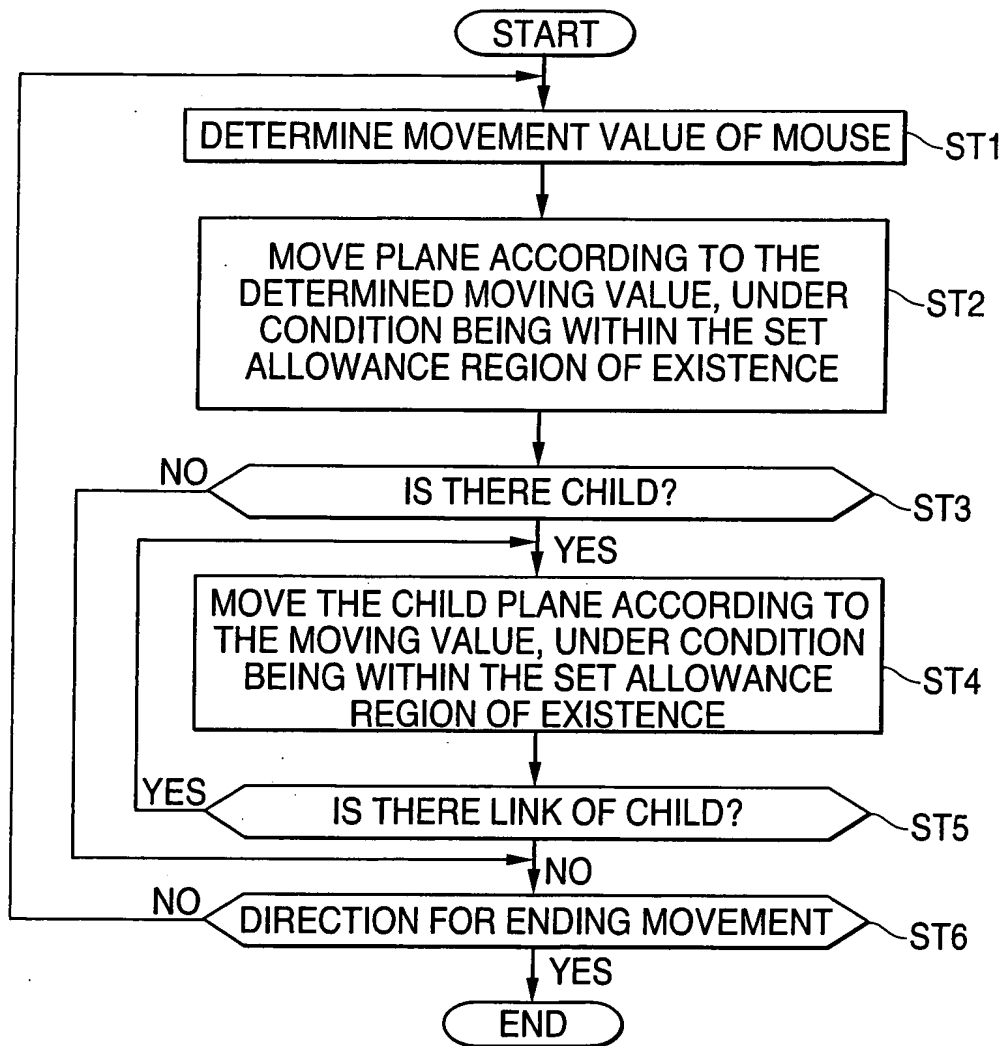 START
DETERMINE MOVEMENT VALUE OF MOUSE
ST1
MOVE PLANE ACCORDING TO THE
DETERMINED MOVING VALUE, UNDER
CONDITION BEING WITHIN THE SET
ALLOWANCE REGION OF EXISTENCE
ST2
NO
IS THERE CHILD?
ST3
YES
MOVE THE CHILD PLANE ACCORDING TO
THE MOVING VALUE, UNDER CONDITION
BEING WITHIN THE SET ALLOWANCE
REGION OF EXISTENCE
ST4
YES
IS THERE LINK OF CHILD?
ST5
NO
NO
DIRECTION FOR ENDING MOVEMENT
ST6
YES
END